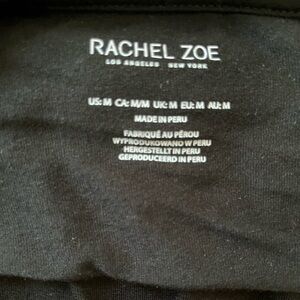 RACHEL ZOE
LOS ANGELES NEW YORK
US: M CA: M/M UK: M EU: M AU: M
MADE IN PERU
FABRIQUÉ AU PÉROU
WYPRODUKOWANO W PERU
HERGESTELLT IN PERU
GEPRODUCEERD IN PERU